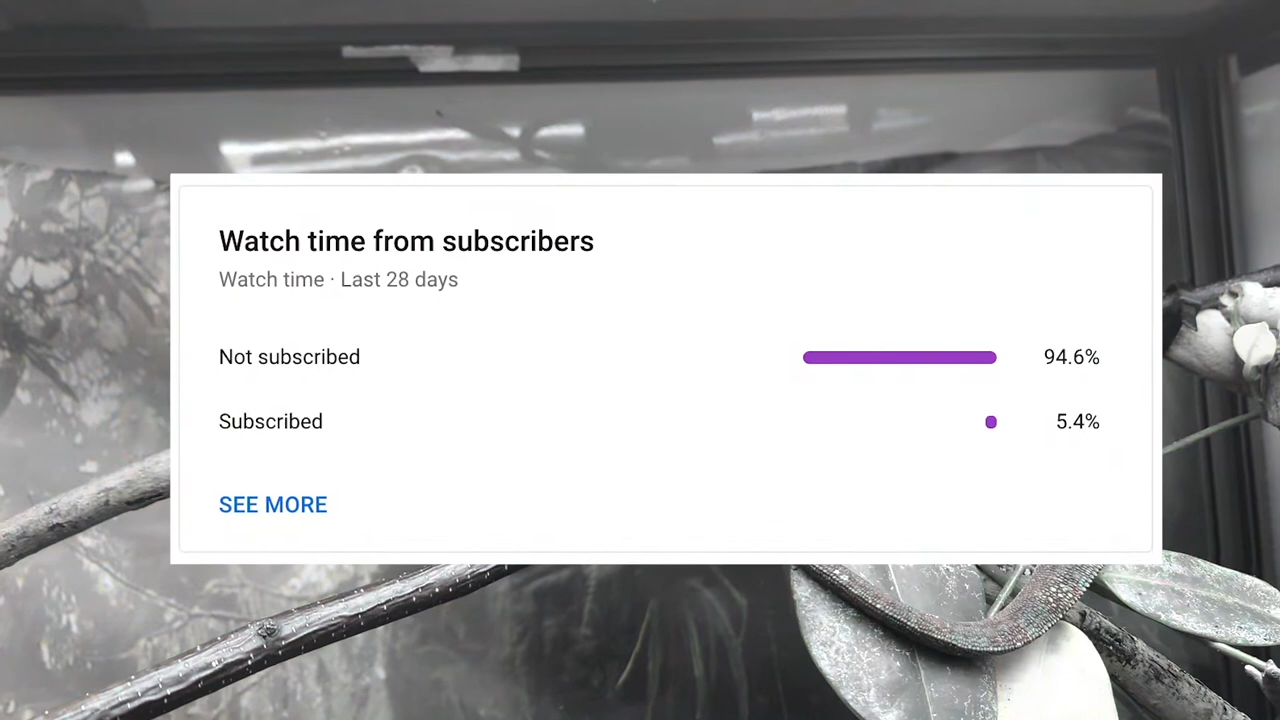 Watch time from subscribers
Watch time · Last 28 days
Not subscribed 94.6%
Subscribed 5.4%
SEE MORE